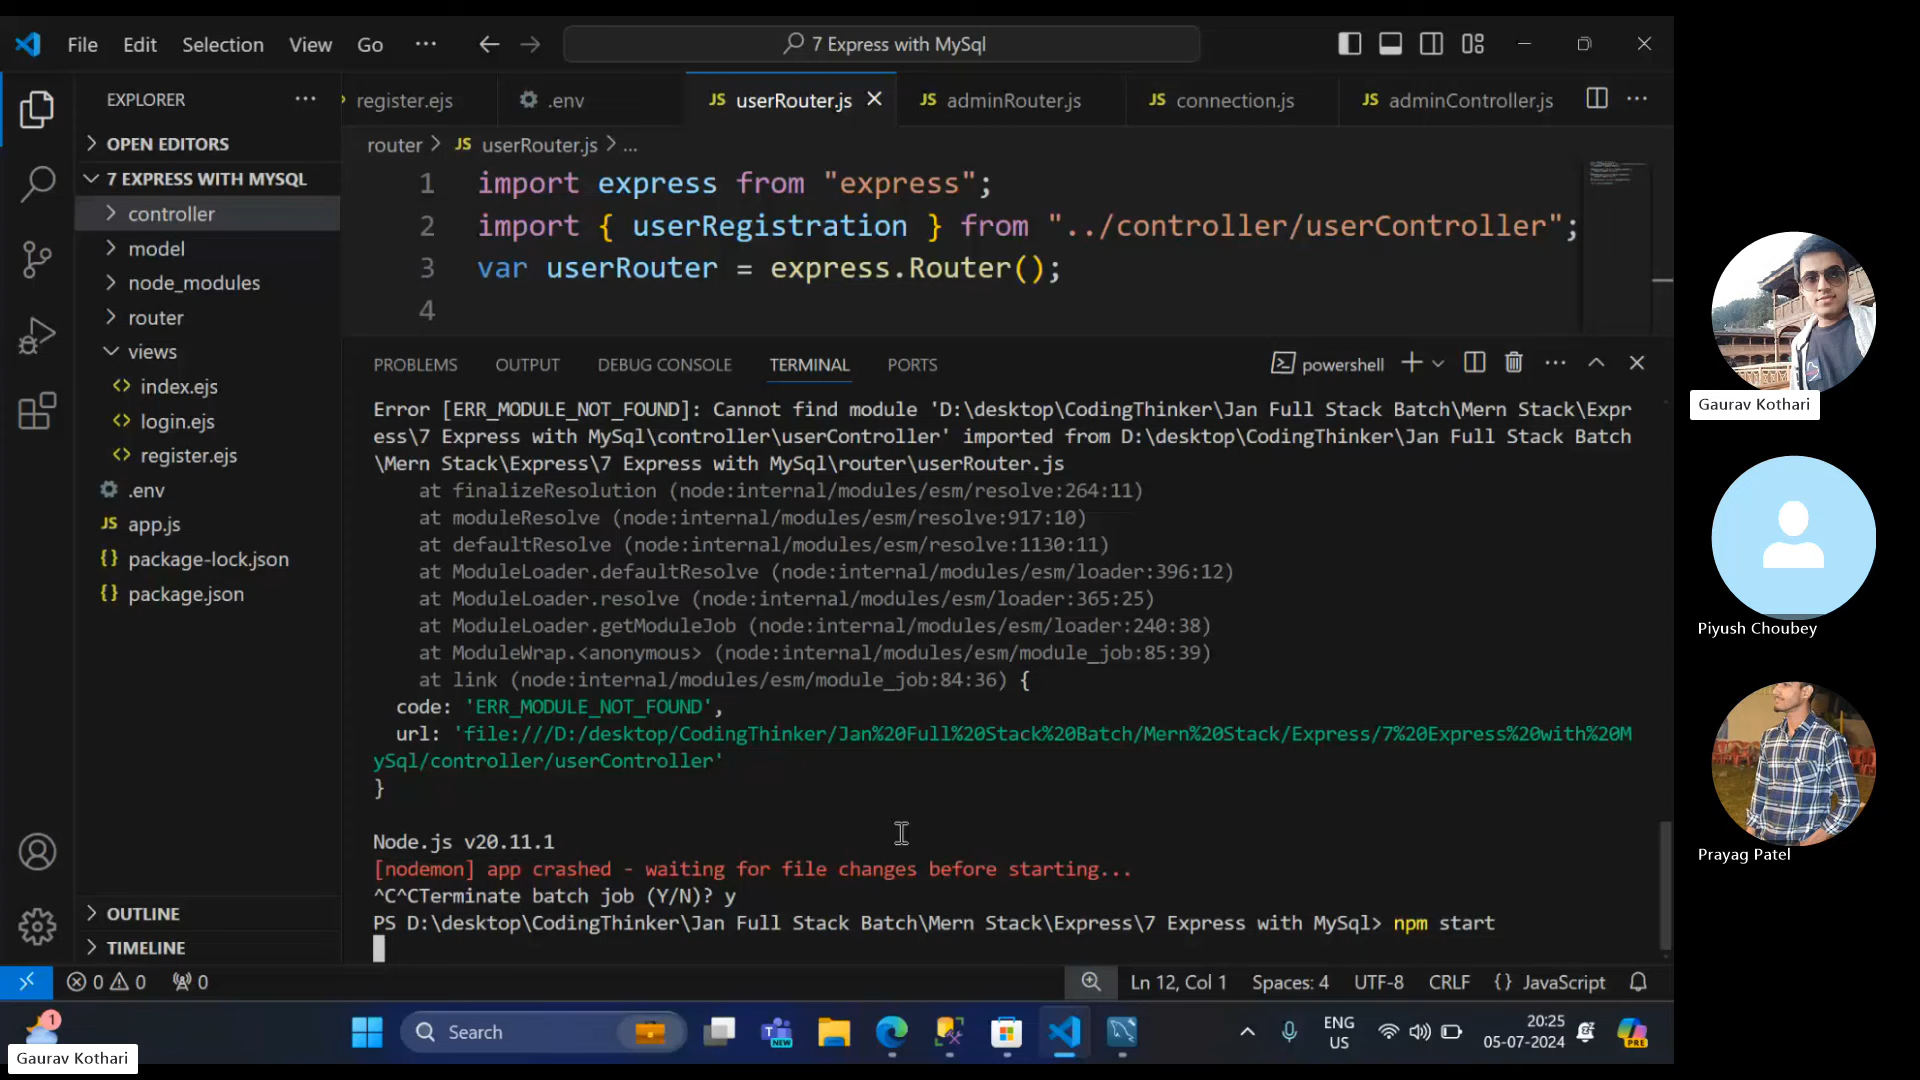 File Edit Selection View Go ··· 7 Express with MySql
EXPLORER ···
OPEN EDITORS
7 EXPRESS WITH MYSQL
controller
model
node_modules
router
views
index.ejs
login.ejs
register.ejs
.env
JS app.js
{} package-lock.json
{} package.json
OUTLINE
TIMELINE
register.ejs .env JS userRouter.js JS adminRouter.js JS connection.js JS adminController.js ···
router > JS userRouter.js > ...
1 import express from "express";
2 import { userRegistration } from "../controller/userController";
3 var userRouter = express.Router();
4
PROBLEMS OUTPUT DEBUG CONSOLE TERMINAL PORTS powershell ···
Error [ERR_MODULE_NOT_FOUND]: Cannot find module 'D:\desktop\CodingThinker\Jan Full Stack Batch\Mern Stack\Expr
ess\7 Express with MySql\controller\userController' imported from D:\desktop\CodingThinker\Jan Full Stack Batch
\Mern Stack\Express\7 Express with MySql\router\userRouter.js
at finalizeResolution (node:internal/modules/esm/resolve:264:11)
at moduleResolve (node:internal/modules/esm/resolve:917:10)
at defaultResolve (node:internal/modules/esm/resolve:1130:11)
at ModuleLoader.defaultResolve (node:internal/modules/esm/loader:396:12)
at ModuleLoader.resolve (node:internal/modules/esm/loader:365:25)
at ModuleLoader.getModuleJob (node:internal/modules/esm/loader:240:38)
at ModuleWrap.<anonymous> (node:internal/modules/esm/module_job:85:39)
at link (node:internal/modules/esm/module_job:84:36) {
code: 'ERR_MODULE_NOT_FOUND',
url: 'file:///D:/desktop/CodingThinker/Jan%20Full%20Stack%20Batch/Mern%20Stack/Express/7%20Express%20with%20M
ySql/controller/userController'
}
Node.js v20.11.1
[nodemon] app crashed - waiting for file changes before starting...
^C^CTerminate batch job (Y/N)? y
PS D:\desktop\CodingThinker\Jan Full Stack Batch\Mern Stack\Express\7 Express with MySql> npm start
0 0 0 Ln 12, Col 1 Spaces: 4 UTF-8 CRLF {} JavaScript
1 Search NEW ENG US 20:25 05-07-2024 PRE
Gaurav Kothari
Gaurav Kothari
Piyush Choubey
Prayag Patel